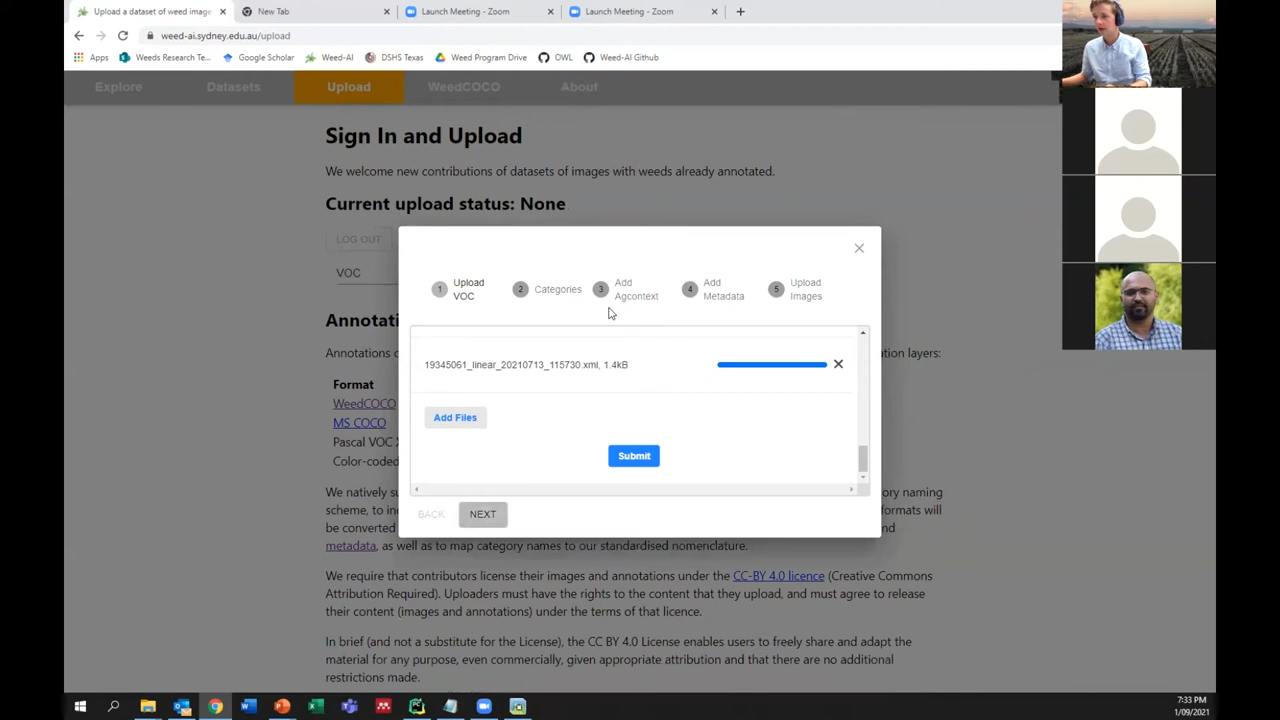 Upload a dataset of weed image
New Tab
Launch Meeting - Zoom
Launch Meeting - Zoom
weed-ai.sydney.edu.au/upload
Apps
Weeds Research Te...
Google Scholar
Weed-AI
DSHS Texas
Weed Program Drive
OWL
Weed-AI Github
Explore
Datasets
Upload
WeedCOCO
About
Sign In and Upload
We welcome new contributions of datasets of images with weeds already annotated.
Current upload status: None
LOG OUT
VOC
1 Upload VOC
2 Categories
3 Add Agcontext
4 Add Metadata
5 Upload Images
19345061_linear_20210713_115730.xml, 1.4kB
Add Files
Submit
BACK
NEXT
Annotatio
Annotations c
ation layers:
Format
WeedCOCO
MS COCO
Pascal VOC X
Color-coded
We natively su
ory naming
scheme, to in
formats will
be converted
metadata, as well as to map category names to our standardised nomenclature.
We require that contributors license their images and annotations under the CC-BY 4.0 licence (Creative Commons
Attribution Required). Uploaders must have the rights to the content that they upload, and must agree to release
their content (images and annotations) under the terms of that licence.
In brief (and not a substitute for the License), the CC BY 4.0 License enables users to freely share and adapt the
material for any purpose, even commercially, given appropriate attribution and that there are no additional
restrictions made.
7:33 PM
1/09/2021